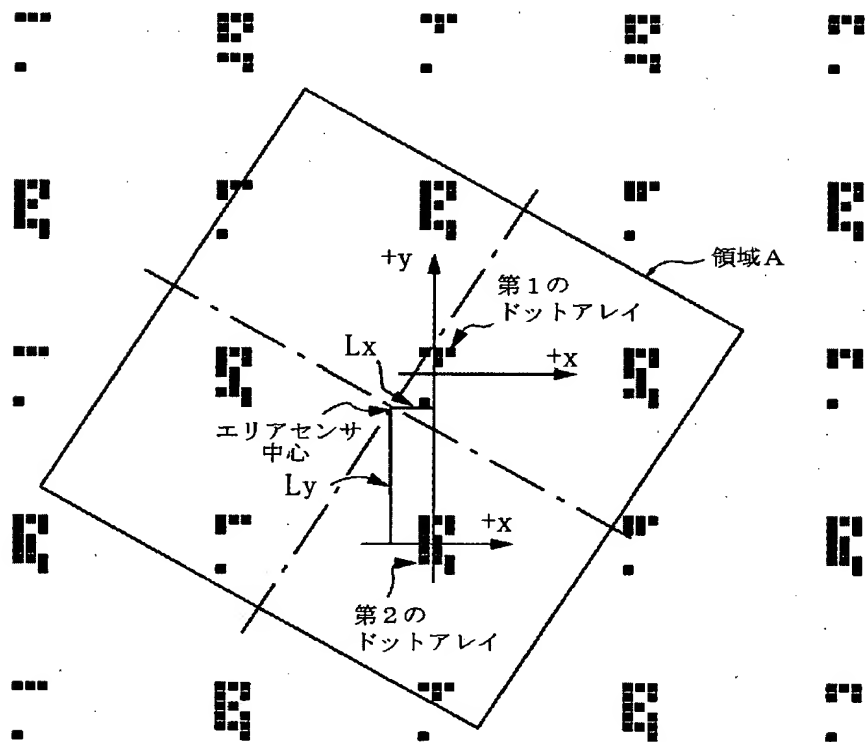 領域A
+y
第1の
ドットアレイ
Lx
+x
エリアセンサ
中心
Ly
+x
第2の
ドットアレイ